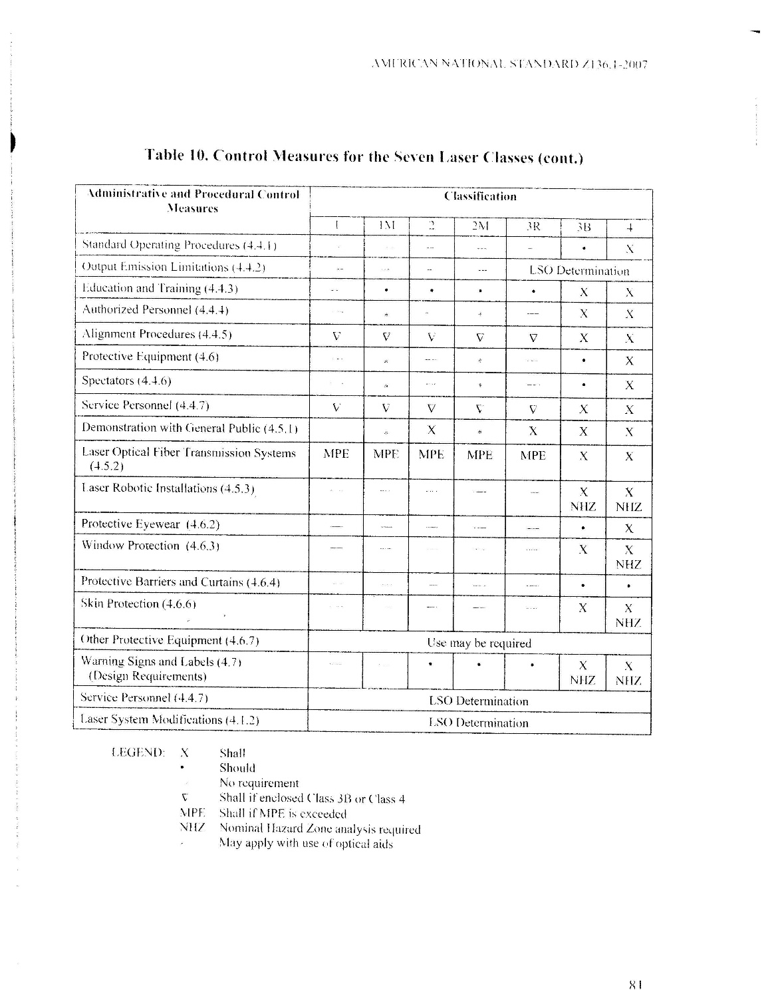 AMERICAN NATIONAL STANDARD Z136.1-2007
Table 10. Control Measures for the Seven Laser Classes (cont.)
Administrative and Procedural Control Measures Classification
1 1M 2 2M 3R 3B 4
Standard Operating Procedures (4.4.1) — — — — — • X
Output Emission Limitations (4.4.2) — — — — LSO Determination
Education and Training (4.4.3) — • • • • X X
Authorized Personnel (4.4.4) — * — * — X X
Alignment Procedures (4.4.5) ∇ ∇ ∇ ∇ ∇ X X
Protective Equipment (4.6) — * — * — • X
Spectators (4.4.6) — * — * — • X
Service Personnel (4.4.7) ∇ ∇ ∇ ∇ ∇ X X
Demonstration with General Public (4.5.1) * X * X X X
Laser Optical Fiber Transmission Systems (4.5.2) MPE MPE MPE MPE MPE X X
Laser Robotic Installations (4.5.3) — — — — — X NHZ X NHZ
Protective Eyewear (4.6.2) — — — — — • X
Window Protection (4.6.3) — — — — — X X NHZ
Protective Barriers and Curtains (4.6.4) — — — — — • •
Skin Protection (4.6.6) — — — — — X X NHZ
Other Protective Equipment (4.6.7) Use may be required
Warning Signs and Labels (4.7) (Design Requirements) — — • • • X NHZ X NHZ
Service Personnel (4.4.7) LSO Determination
Laser System Modifications (4.1.2) LSO Determination
LEGEND: X Shall
• Should
No requirement
∇ Shall if enclosed Class 3B or Class 4
MPE Shall if MPE is exceeded
NHZ Nominal Hazard Zone analysis required
May apply with use of optical aids
81